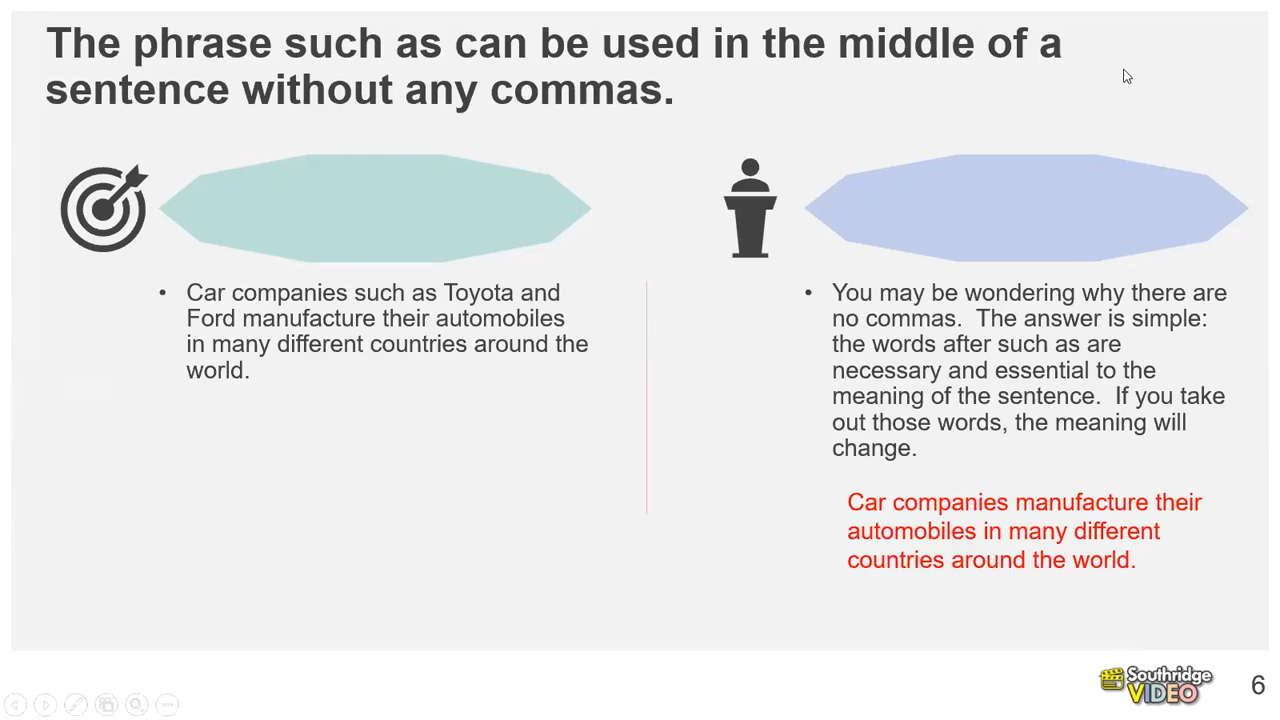 The phrase such as can be used in the middle of a
sentence without any commas.
• Car companies such as Toyota and
Ford manufacture their automobiles
in many different countries around the
world.
• You may be wondering why there are
no commas.  The answer is simple:
the words after such as are
necessary and essential to the
meaning of the sentence.  If you take
out those words, the meaning will
change.
Car companies manufacture their
automobiles in many different
countries around the world.
Southridge
VIDEO
6